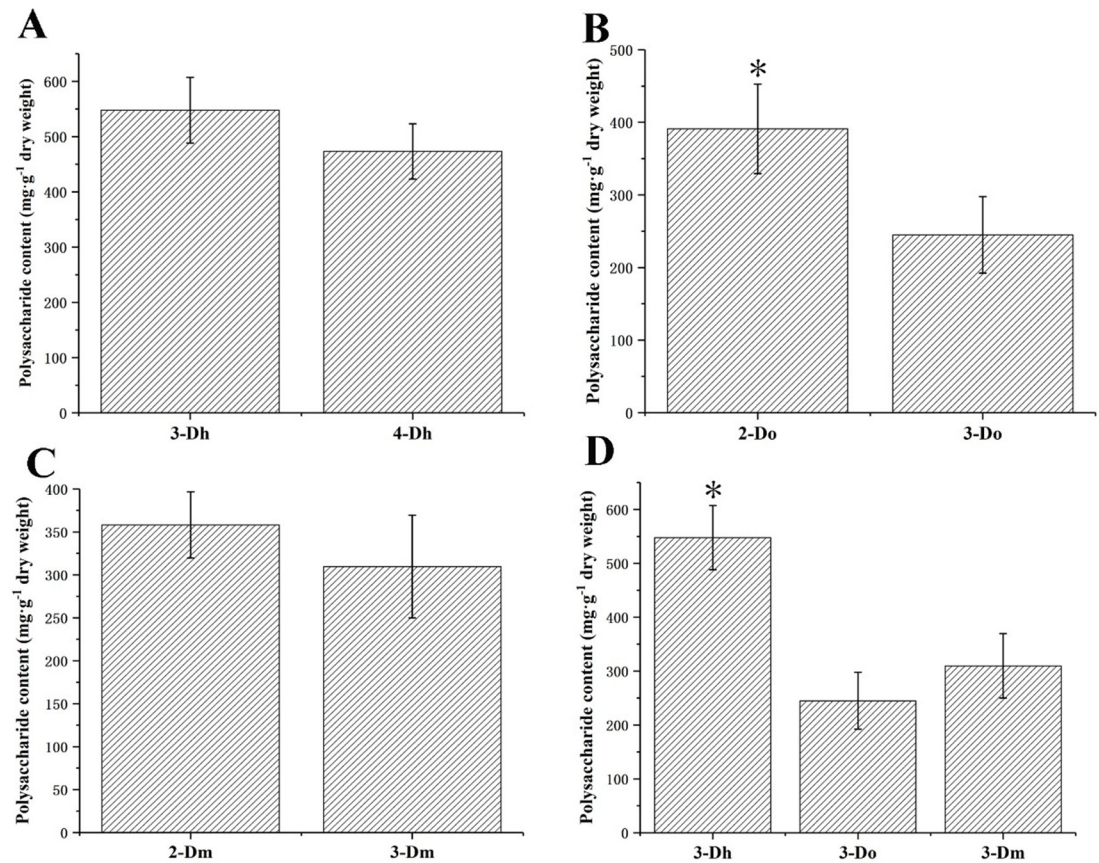 A
Polysaccharide content (mg·g⁻¹ dry weight)
600
500
400
300
200
100
0
3-Dh 4-Dh
B
Polysaccharide content (mg·g⁻¹ dry weight)
500
400
300
200
100
0
*
2-Do 3-Do
C
Polysaccharide content (mg·g⁻¹ dry weight)
400
350
300
250
200
150
100
50
0
2-Dm 3-Dm
D
Polysaccharide content (mg·g⁻¹ dry weight)
600
500
400
300
200
100
0
*
3-Dh 3-Do 3-Dm